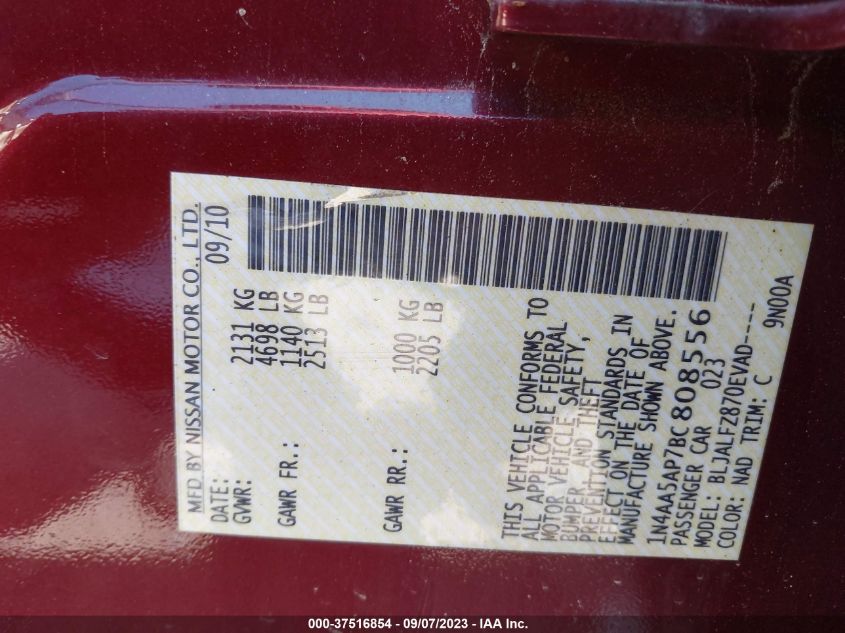 MFD BY NISSAN MOTOR CO., LTD.
DATE: 09/10
GVWR: 2131 KG
4698 LB
GAWR FR.: 1140 KG
2513 LB
GAWR RR.: 1000 KG
2205 LB
THIS VEHICLE CONFORMS TO
ALL APPLICABLE FEDERAL
MOTOR VEHICLE SAFETY,
BUMPER, AND THEFT
PREVENTION STANDARDS IN
EFFECT ON THE DATE OF
MANUFACTURE SHOWN ABOVE.
1N4AA5AP7BC808556
PASSENGER CAR 023
MODEL: BLJALFZ870EVAD----
COLOR: NAD TRIM: C 9N00A
000-37516854 - 09/07/2023 - © IAA Inc.